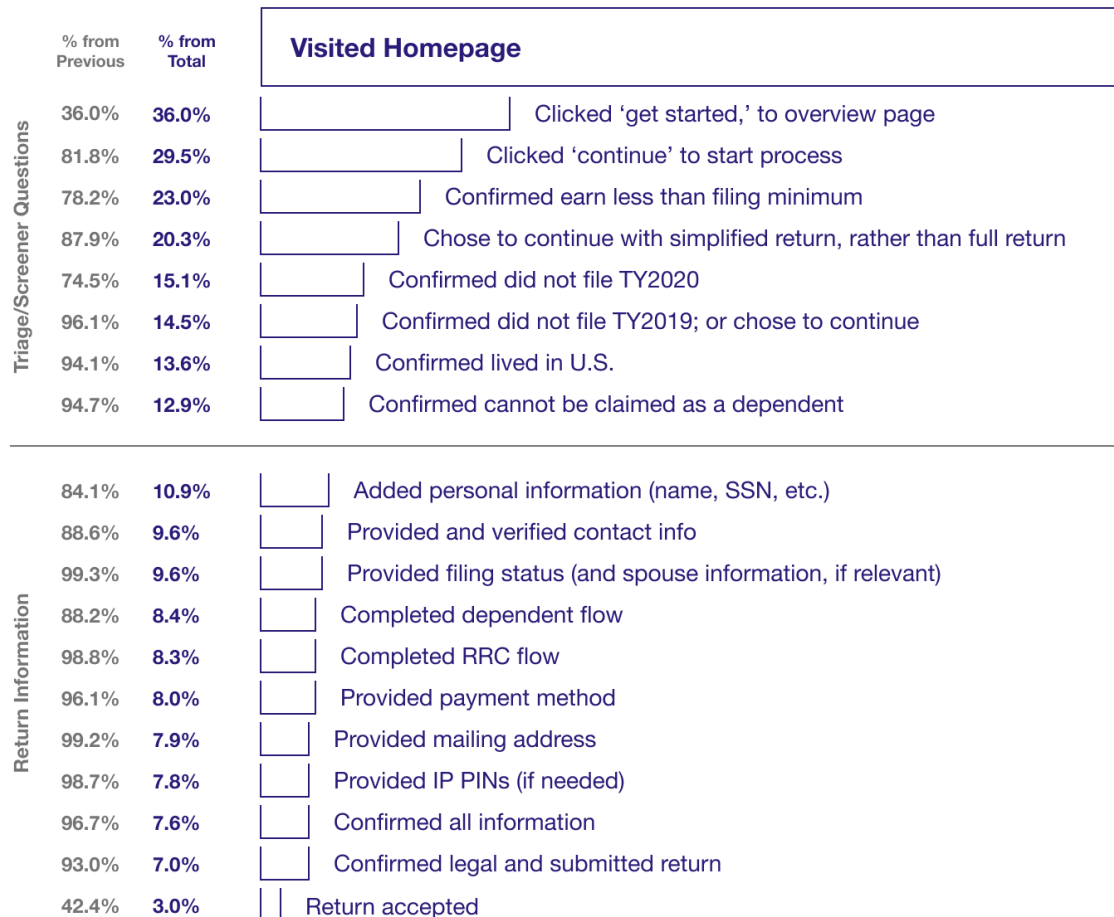 % from Previous
% from Total
Visited Homepage
Triage/Screener Questions
36.0% 36.0% Clicked ‘get started,’ to overview page
81.8% 29.5% Clicked ‘continue’ to start process
78.2% 23.0% Confirmed earn less than filing minimum
87.9% 20.3% Chose to continue with simplified return, rather than full return
74.5% 15.1% Confirmed did not file TY2020
96.1% 14.5% Confirmed did not file TY2019; or chose to continue
94.1% 13.6% Confirmed lived in U.S.
94.7% 12.9% Confirmed cannot be claimed as a dependent
Return Information
84.1% 10.9% Added personal information (name, SSN, etc.)
88.6% 9.6% Provided and verified contact info
99.3% 9.6% Provided filing status (and spouse information, if relevant)
88.2% 8.4% Completed dependent flow
98.8% 8.3% Completed RRC flow
96.1% 8.0% Provided payment method
99.2% 7.9% Provided mailing address
98.7% 7.8% Provided IP PINs (if needed)
96.7% 7.6% Confirmed all information
93.0% 7.0% Confirmed legal and submitted return
42.4% 3.0% Return accepted